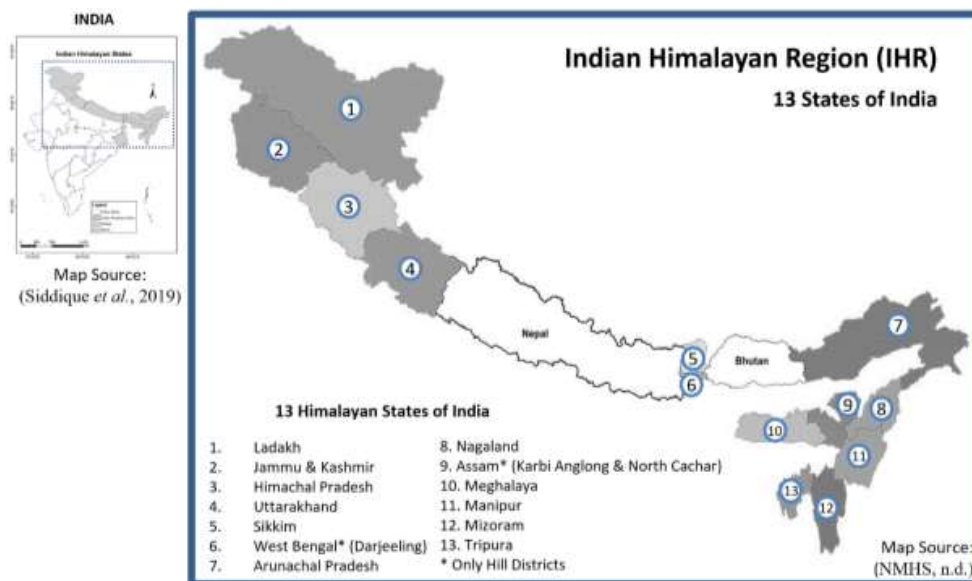 INDIA
Indian Himalayan States
Map Source:
(Siddique et al., 2019)
Indian Himalayan Region (IHR)
13 States of India
1
2
3
4
Nepal
5
6
Bhutan
7
8
9
10
11
12
13
13 Himalayan States of India
1. Ladakh
2. Jammu & Kashmir
3. Himachal Pradesh
4. Uttarakhand
5. Sikkim
6. West Bengal* (Darjeeling)
7. Arunachal Pradesh
8. Nagaland
9. Assam* (Karbi Anglong & North Cachar)
10. Meghalaya
11. Manipur
12. Mizoram
13. Tripura
* Only Hill Districts
Map Source:
(NMHS, n.d.)